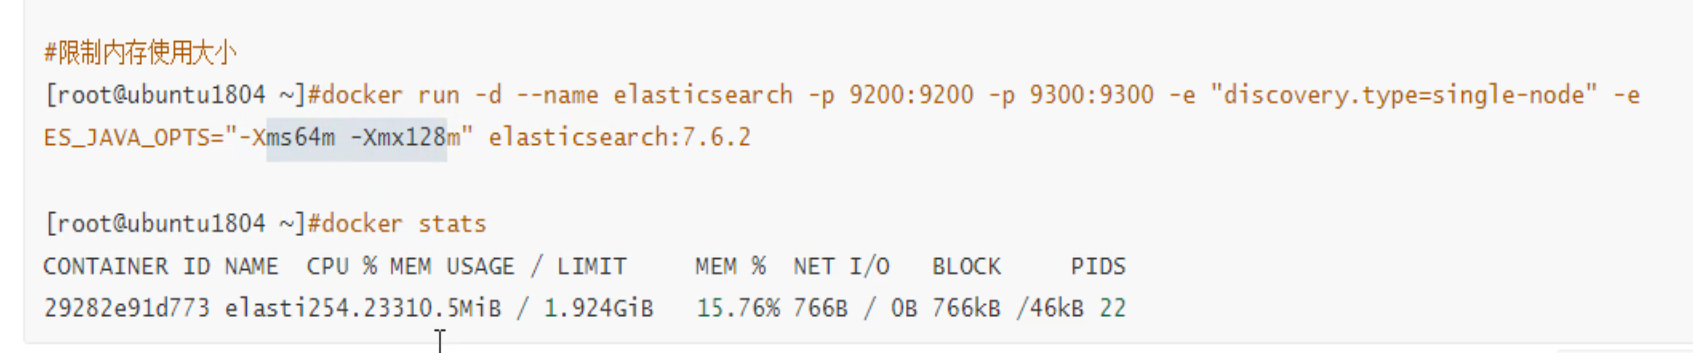 #限制内存使用大小
[root@ubuntu1804 ~]#docker run -d --name elasticsearch -p 9200:9200 -p 9300:9300 -e "discovery.type=single-node" -e
ES_JAVA_OPTS="-Xms64m -Xmx128m" elasticsearch:7.6.2
[root@ubuntu1804 ~]#docker stats
CONTAINER ID NAME CPU % MEM USAGE / LIMIT MEM % NET I/O BLOCK PIDS
29282e91d773 elasti254.23310.5MiB / 1.924GiB 15.76% 766B / 0B 766kB /46kB 22